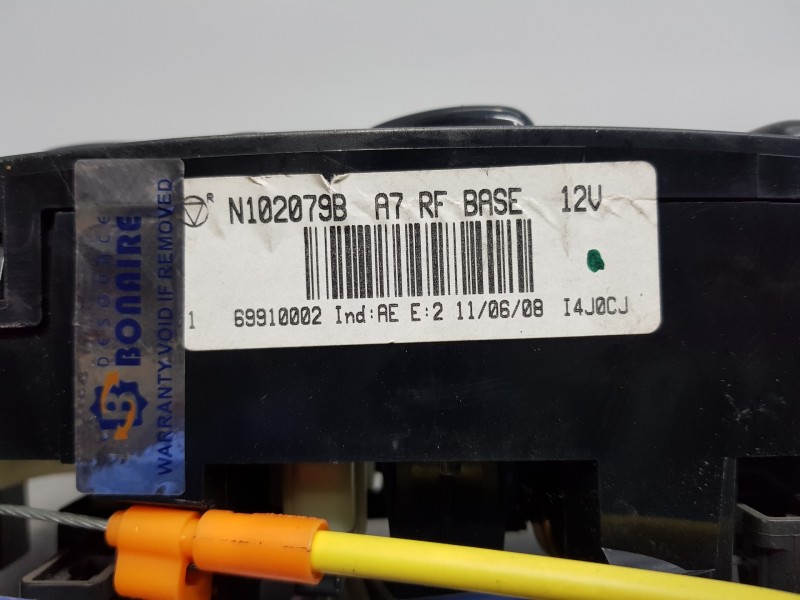 R
N102079B A7 RF BASE 12V
1 69910002 Ind:AE E:2 11/06/08 I4J0CJ
DESGUACE
BONAIRE
WARRANTY VOID IF REMOVED